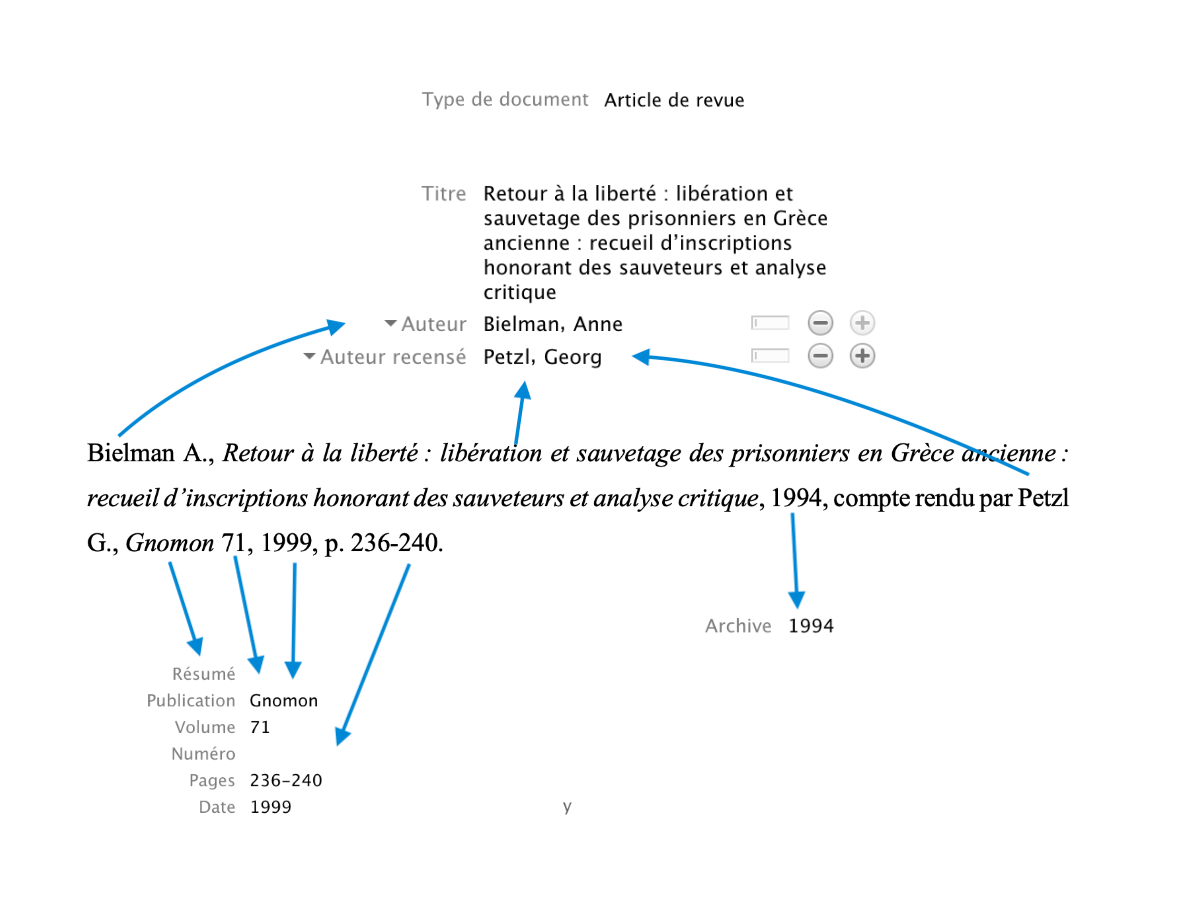 Type de document Article de revue
Titre Retour à la liberté : libération et
sauvetage des prisonniers en Grèce
ancienne : recueil d’inscriptions
honorant des sauveteurs et analyse
critique
Auteur Bielman, Anne
Auteur recensé Petzl, Georg
Bielman A., Retour à la liberté : libération et sauvetage des prisonniers en Grèce ancienne :
recueil d’inscriptions honorant des sauveteurs et analyse critique, 1994, compte rendu par Petzl
G., Gnomon 71, 1999, p. 236-240.
Archive 1994
Résumé
Publication Gnomon
Volume 71
Numéro
Pages 236-240
Date 1999 y